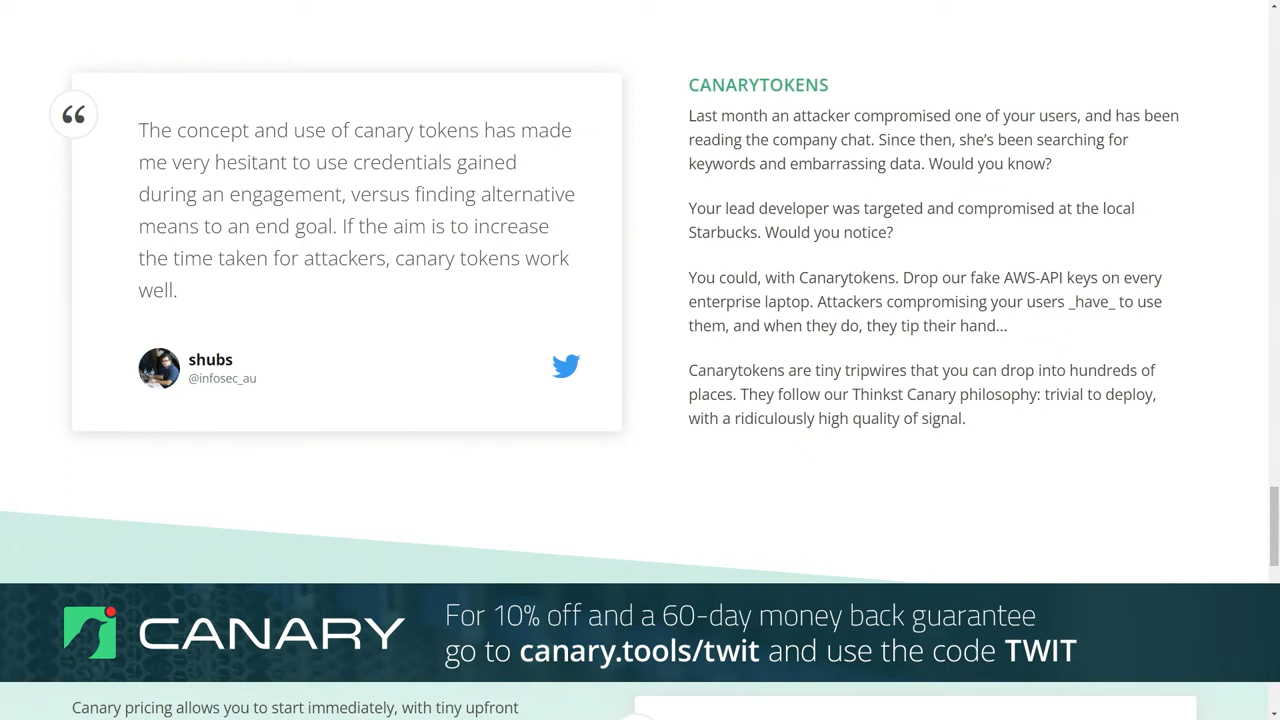 “
The concept and use of canary tokens has made
me very hesitant to use credentials gained
during an engagement, versus finding alternative
means to an end goal. If the aim is to increase
the time taken for attackers, canary tokens work
well.
shubs
@infosec_au
CANARYTOKENS
Last month an attacker compromised one of your users, and has been
reading the company chat. Since then, she’s been searching for
keywords and embarrassing data. Would you know?
Your lead developer was targeted and compromised at the local
Starbucks. Would you notice?
You could, with Canarytokens. Drop our fake AWS-API keys on every
enterprise laptop. Attackers compromising your users _have_ to use
them, and when they do, they tip their hand...
Canarytokens are tiny tripwires that you can drop into hundreds of
places. They follow our Thinkst Canary philosophy: trivial to deploy,
with a ridiculously high quality of signal.
CANARY
For 10% off and a 60-day money back guarantee
go to canary.tools/twit and use the code TWIT
Canary pricing allows you to start immediately, with tiny upfront